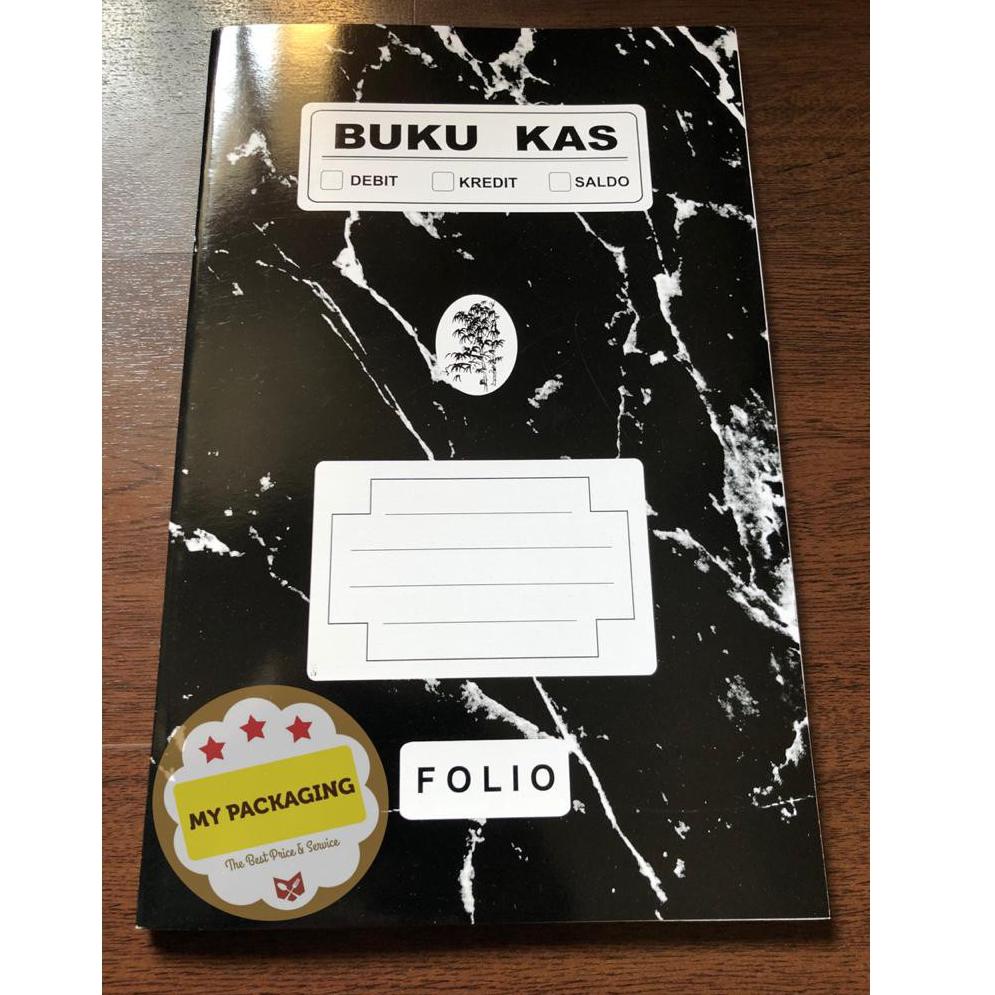 BUKU KAS
DEBIT KREDIT SALDO
FOLIO
MY PACKAGING
The Best Price & Service